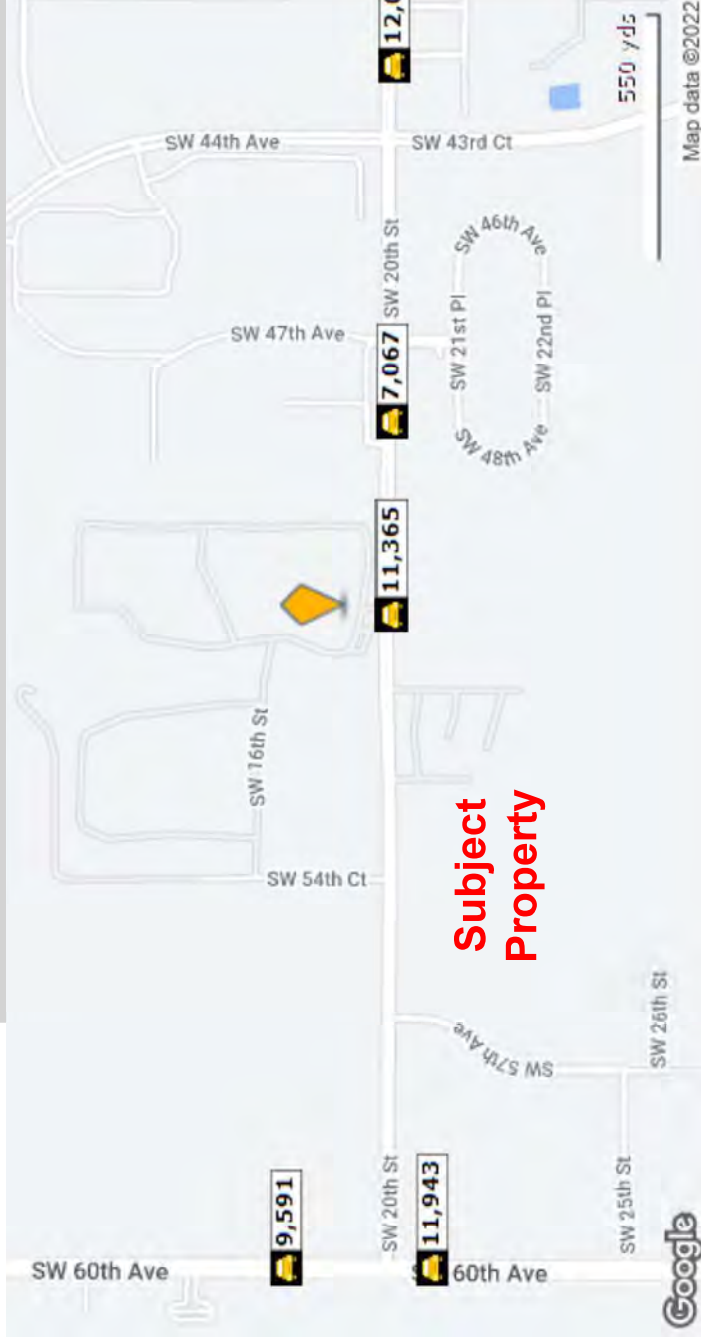 SW 60th Ave
SW 44th Ave
SW 16th St
9,591
SW 47th Ave
SW 54th Ct
SW 20th St
11,365
7,067
SW 20th St
11,943
60th Ave
SW 43rd Ct
SW 21st Pl
SW 48th Ave
SW 46th Ave
SW 22nd Pl
Subject
Property
SW 57th Ave
SW 25th St
SW 26th St
550 yds
Google
Map data ©2022